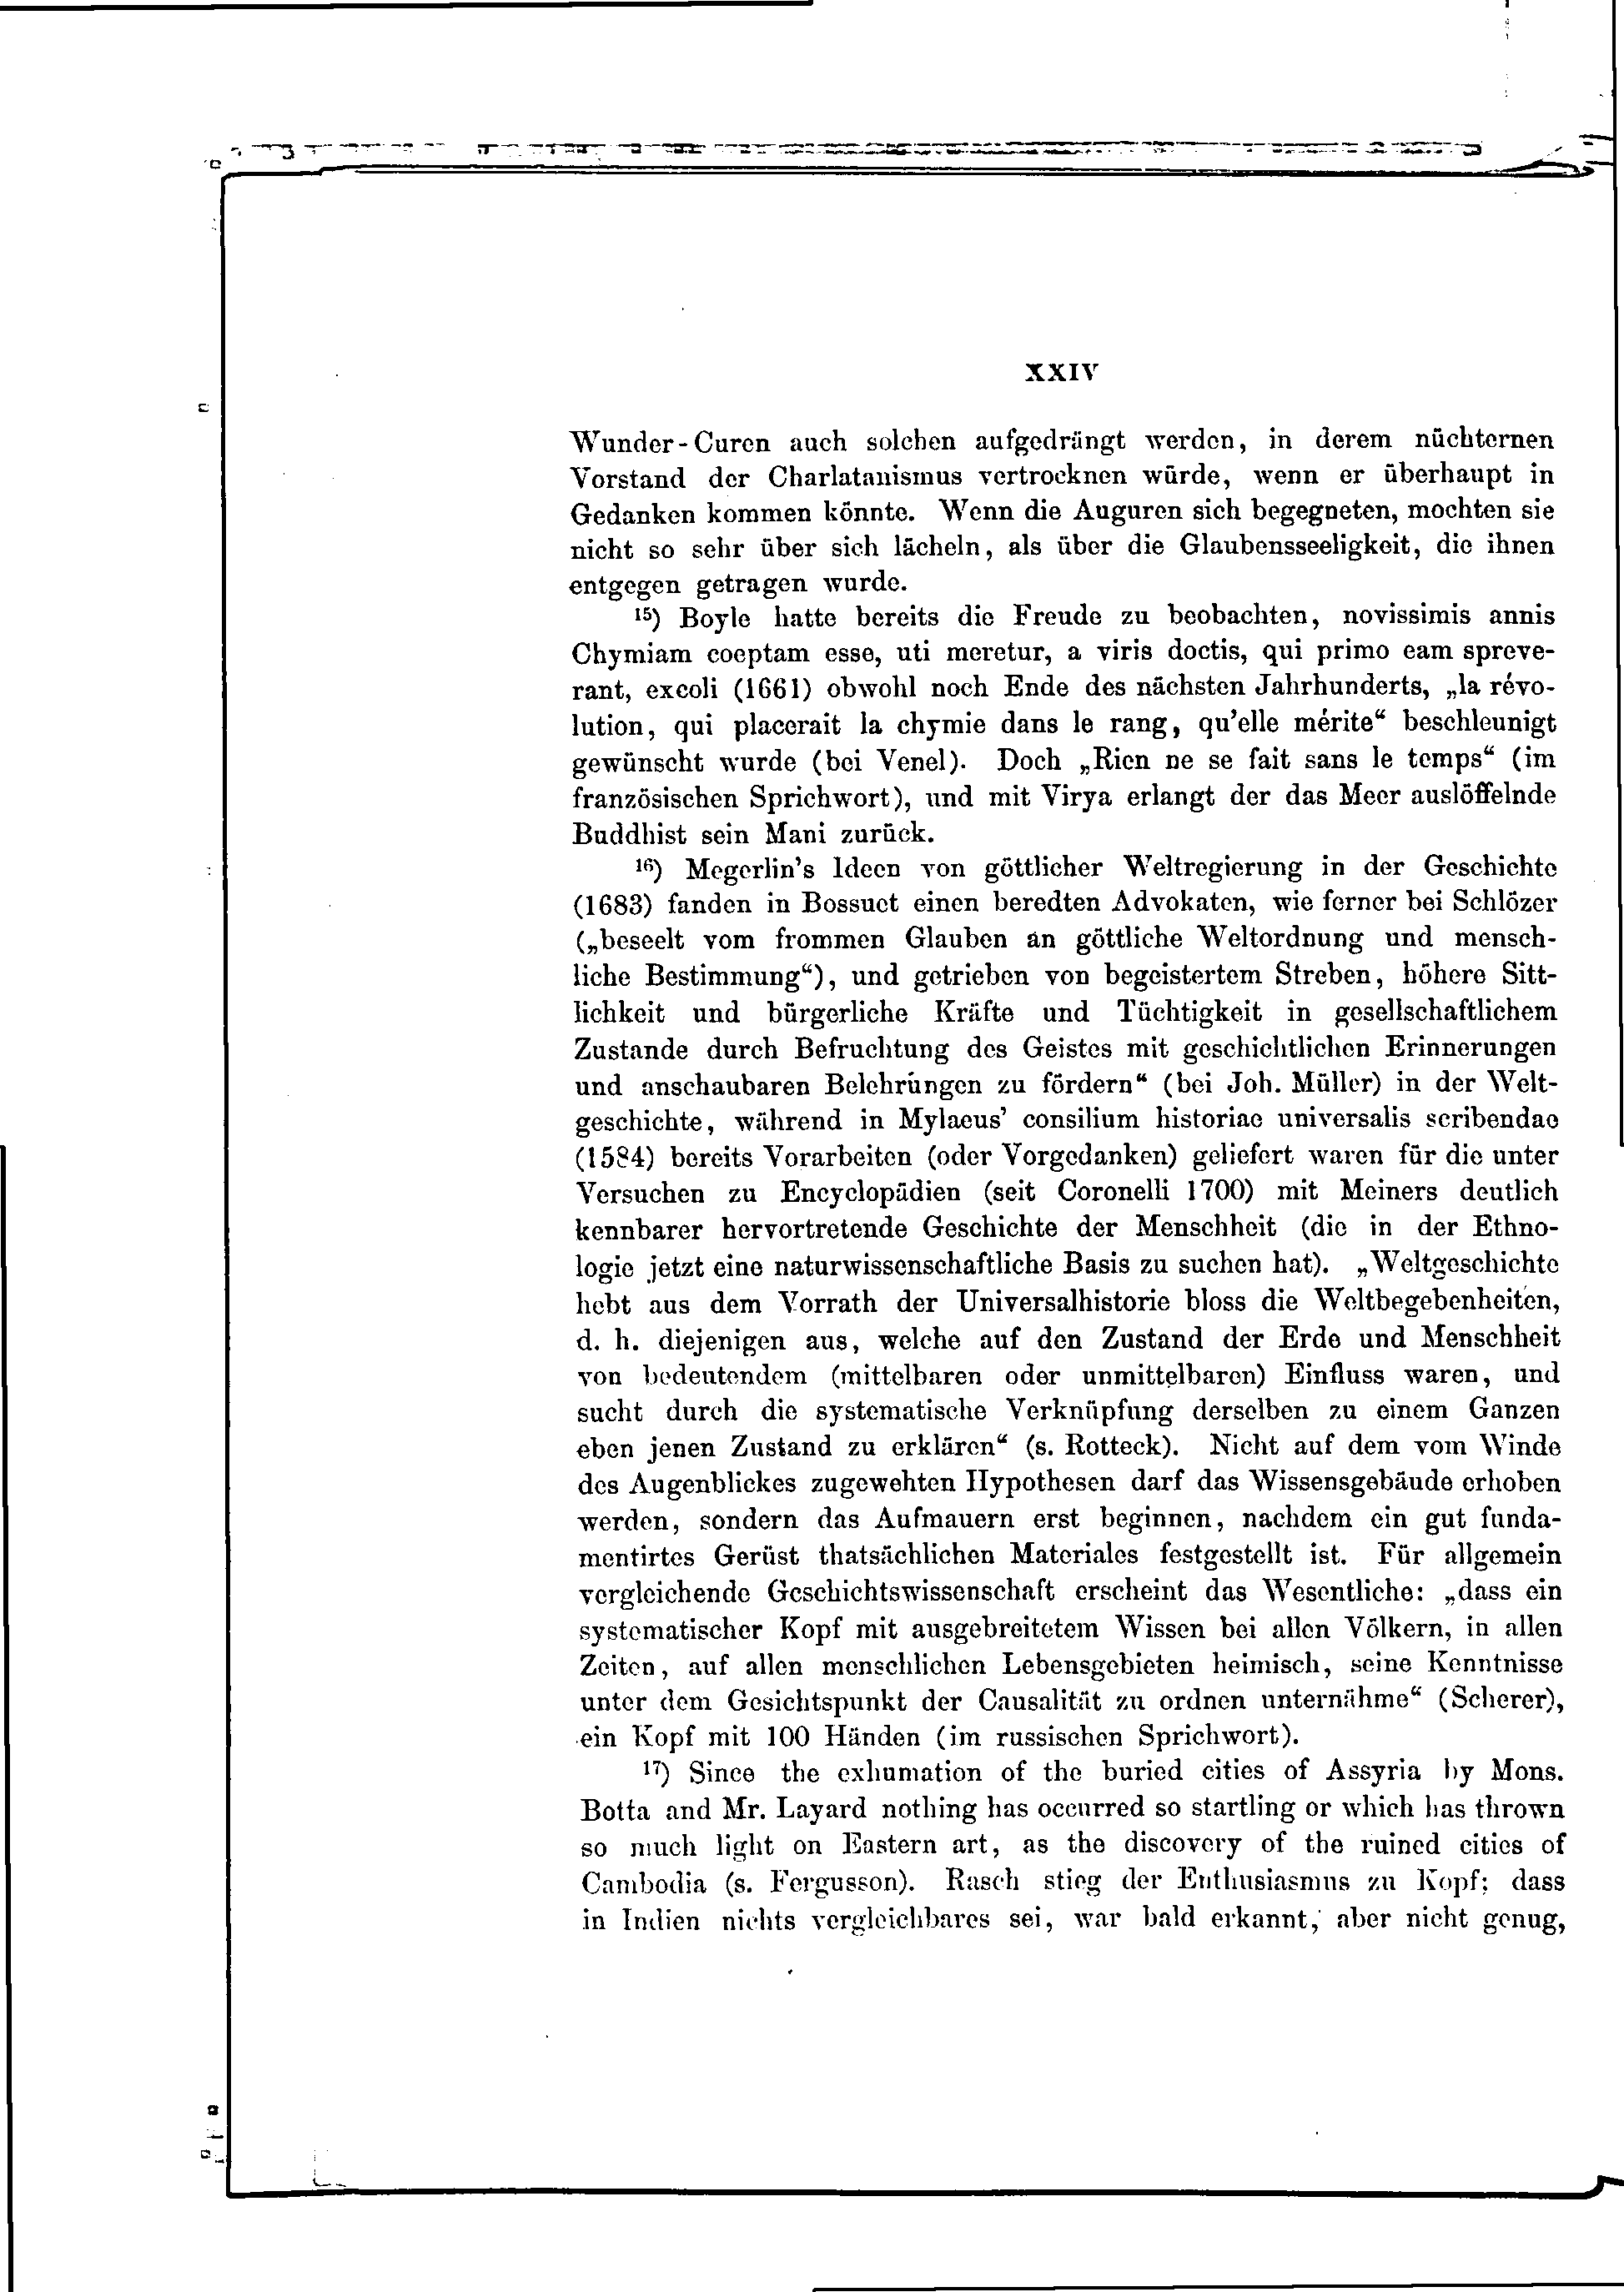 XXIV
Wunder-Curen auch solchen aufgedrängt werden, in derem nüchternen
Vorstand der Charlatanismus vertrocknen würde, wenn er überhaupt in
Gedanken kommen könnte. Wenn die Auguren sich begegneten, mochten sie
nicht so sehr über sich lächeln, als über die Glaubensseeligkeit, die ihnen
entgegen getragen wurde.
¹⁵) Boyle hatte bereits die Freude zu beobachten, novissimis annis
Chymiam coeptam esse, uti meretur, a viris doctis, qui primo eam spreve-
rant, excoli (1661) obwohl noch Ende des nächsten Jahrhunderts, „la révo-
lution, qui placerait la chymie dans le rang, qu'elle mérite“ beschleunigt
gewünscht wurde (bei Venel). Doch „Rien ne se fait sans le temps“ (im
französischen Sprichwort), und mit Virya erlangt der das Meer auslöffelnde
Buddhist sein Mani zurück.
¹⁶) Megerlin's Ideen von göttlicher Weltregierung in der Geschichte
(1683) fanden in Bossuet einen beredten Advokaten, wie ferner bei Schlözer
(„beseelt vom frommen Glauben an göttliche Weltordnung und mensch-
liche Bestimmung“), und getrieben von begeistertem Streben, höhere Sitt-
lichkeit und bürgerliche Kräfte und Tüchtigkeit in gesellschaftlichem
Zustande durch Befruchtung des Geistes mit geschichtlichen Erinnerungen
und anschaubaren Belehrungen zu fördern“ (bei Joh. Müller) in der Welt-
geschichte, während in Mylaeus' consilium historiae universalis scribendae
(1584) bereits Vorarbeiten (oder Vorgedanken) geliefert waren für die unter
Versuchen zu Encyclopädien (seit Coronelli 1700) mit Meiners deutlich
kennbarer hervortretende Geschichte der Menschheit (die in der Ethno-
logie jetzt eine naturwissenschaftliche Basis zu suchen hat). „Weltgeschichte
hebt aus dem Vorrath der Universalhistorie bloss die Weltbegebenheiten,
d. h. diejenigen aus, welche auf den Zustand der Erde und Menschheit
von bedeutendem (mittelbaren oder unmittelbaren) Einfluss waren, und
sucht durch die systematische Verknüpfung derselben zu einem Ganzen
eben jenen Zustand zu erklären“ (s. Rotteck). Nicht auf dem vom Winde
des Augenblickes zugewehten Hypothesen darf das Wissensgebäude erhoben
werden, sondern das Aufmauern erst beginnen, nachdem ein gut funda-
mentirtes Gerüst thatsächlichen Materiales festgestellt ist. Für allgemein
vergleichende Geschichtswissenschaft erscheint das Wesentliche: „dass ein
systematischer Kopf mit ausgebreitetem Wissen bei allen Völkern, in allen
Zeiten, auf allen menschlichen Lebensgebieten heimisch, seine Kenntnisse
unter dem Gesichtspunkt der Causalität zu ordnen unternähme“ (Scherer),
ein Kopf mit 100 Händen (im russischen Sprichwort).
¹⁷) Since the exhumation of the buried cities of Assyria by Mons.
Botta and Mr. Layard nothing has occurred so startling or which has thrown
so much light on Eastern art, as the discovery of the ruined cities of
Cambodia (s. Fergusson). Rasch stieg der Enthusiasmus zu Kopf; dass
in Indien nichts vergleichbares sei, war bald erkannt, aber nicht genug,